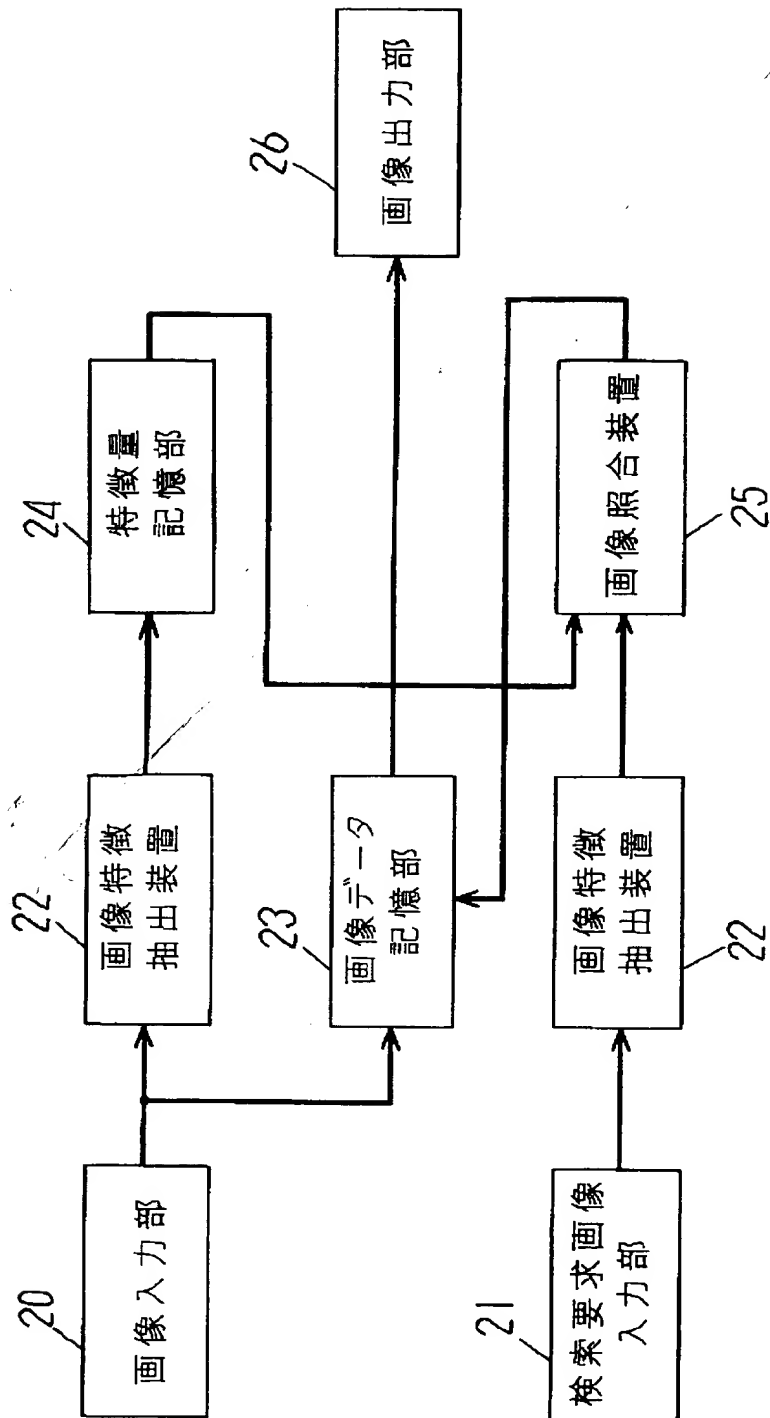 20
画像入力部
22
画像特徴
抽出装置
24
特徴量
記憶部
23
画像データ
記憶部
26
画像出力部
21
検索要求画像
入力部
画像特徴
抽出装置
22
画像照合装置
25